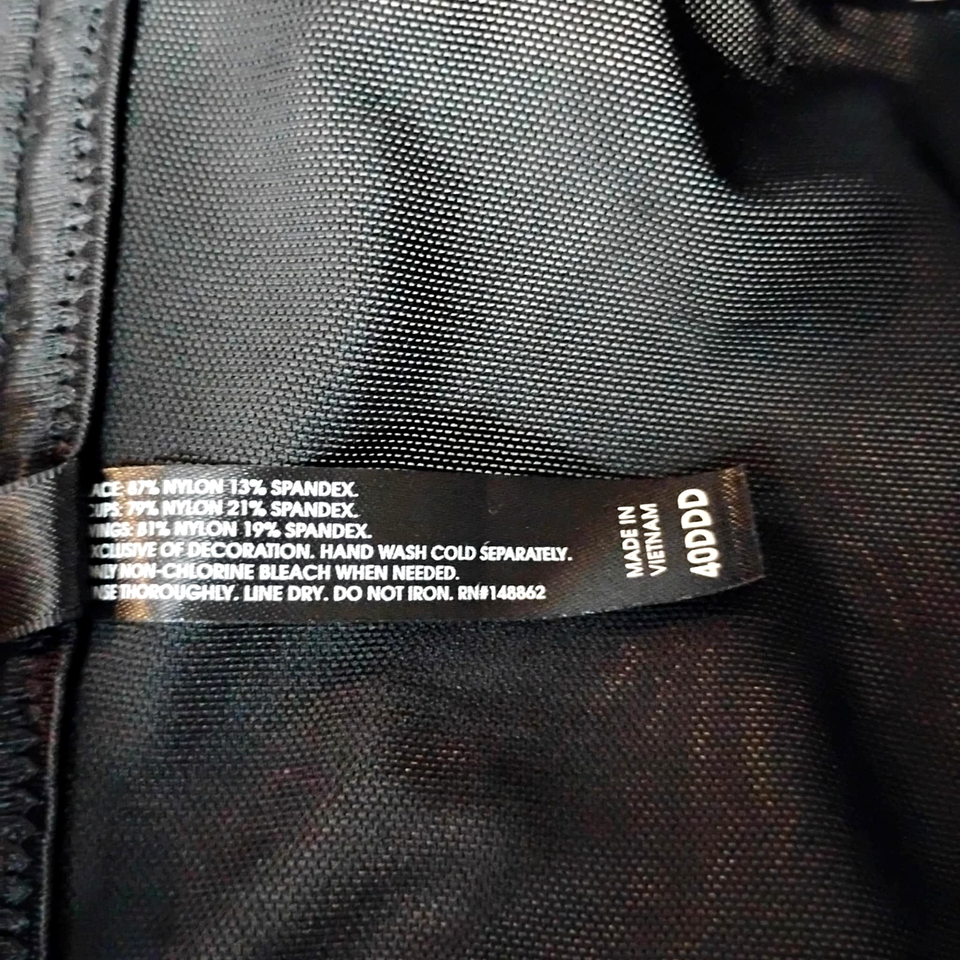 ACE: 87% NYLON 13% SPANDEX.
CUPS: 79% NYLON 21% SPANDEX.
WINGS: 81% NYLON 19% SPANDEX.
XCLUSIVE OF DECORATION. HAND WASH COLD SEPARATELY.
NLY NON-CHLORINE BLEACH WHEN NEEDED.
NSE THOROUGHLY. LINE DRY. DO NOT IRON. RN#148862
MADE IN
VIETNAM
40DDD